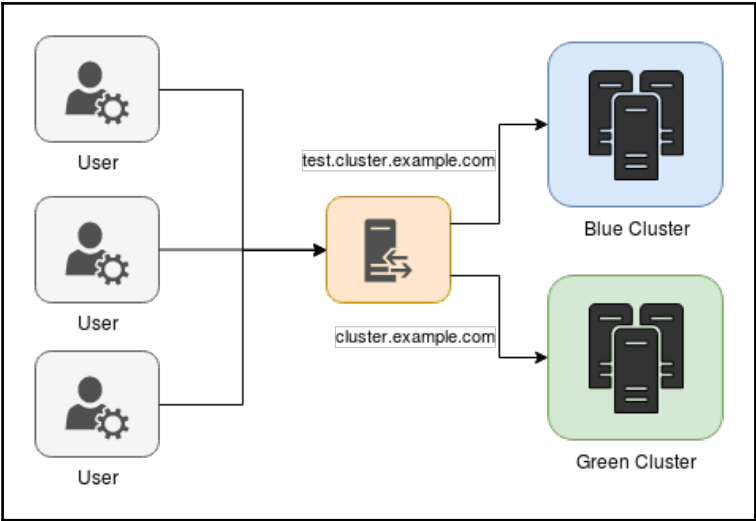 User
User
User
test.cluster.example.com
cluster.example.com
Blue Cluster
Green Cluster